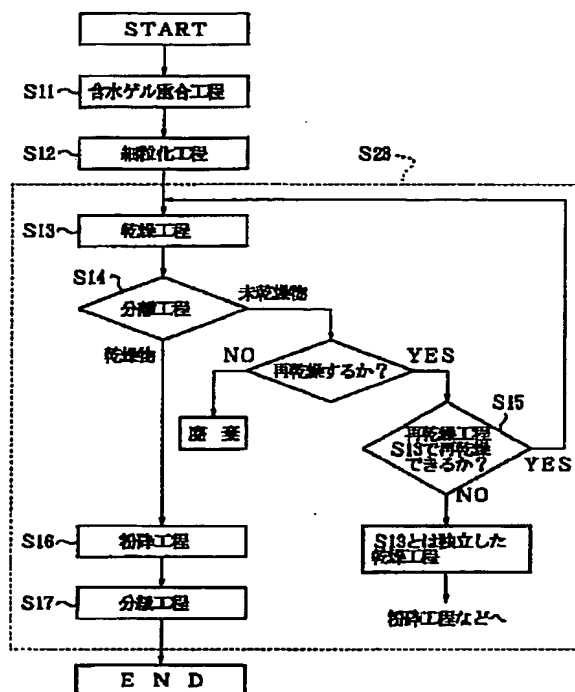 START
S11
含水ゲル重合工程
S12
細粒化工程
S23
S13
乾燥工程
S14
分離工程
未乾燥物
乾燥物
NO
再乾燥するか？
YES
廃 棄
S15
再乾燥工程
S13で再乾燥
できるか？
YES
NO
S16
粉砕工程
S13とは独立した
乾燥工程
S17
分級工程
粉砕工程などへ
END